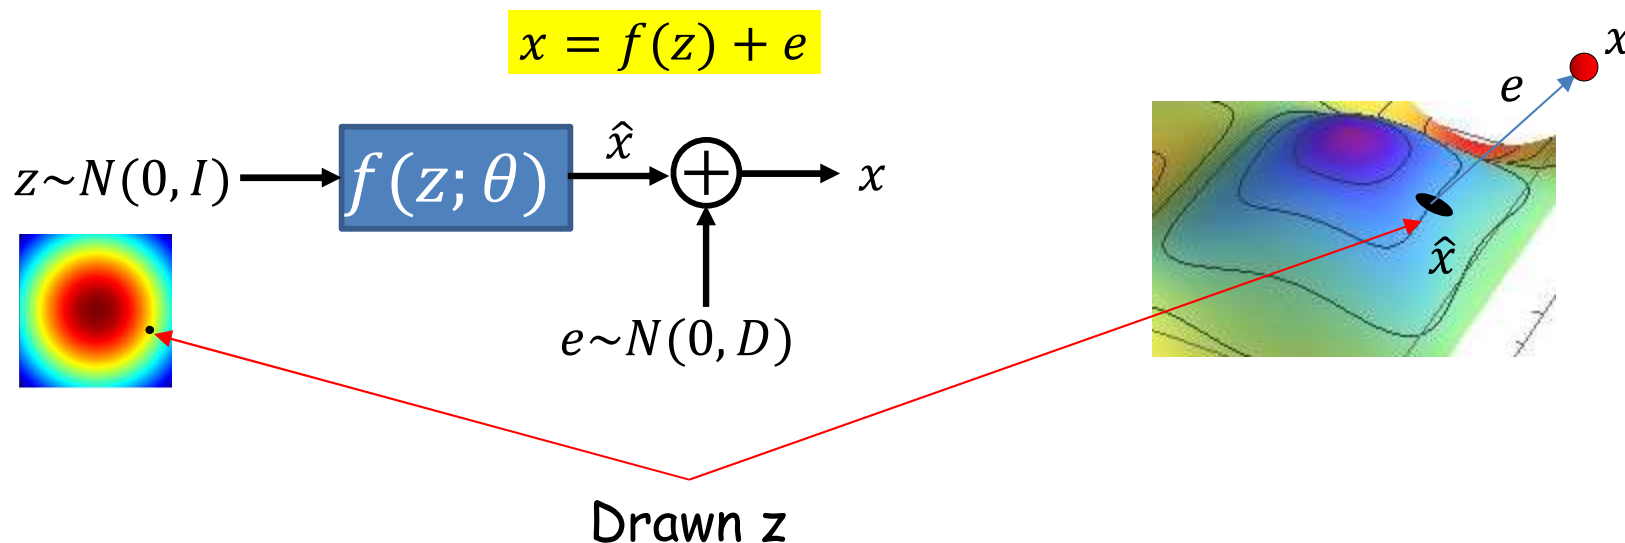 x = f(z) + e
z~N(0, I)
f(z; θ)
x̂
x
e~N(0, D)
x
e
x̂
Drawn z